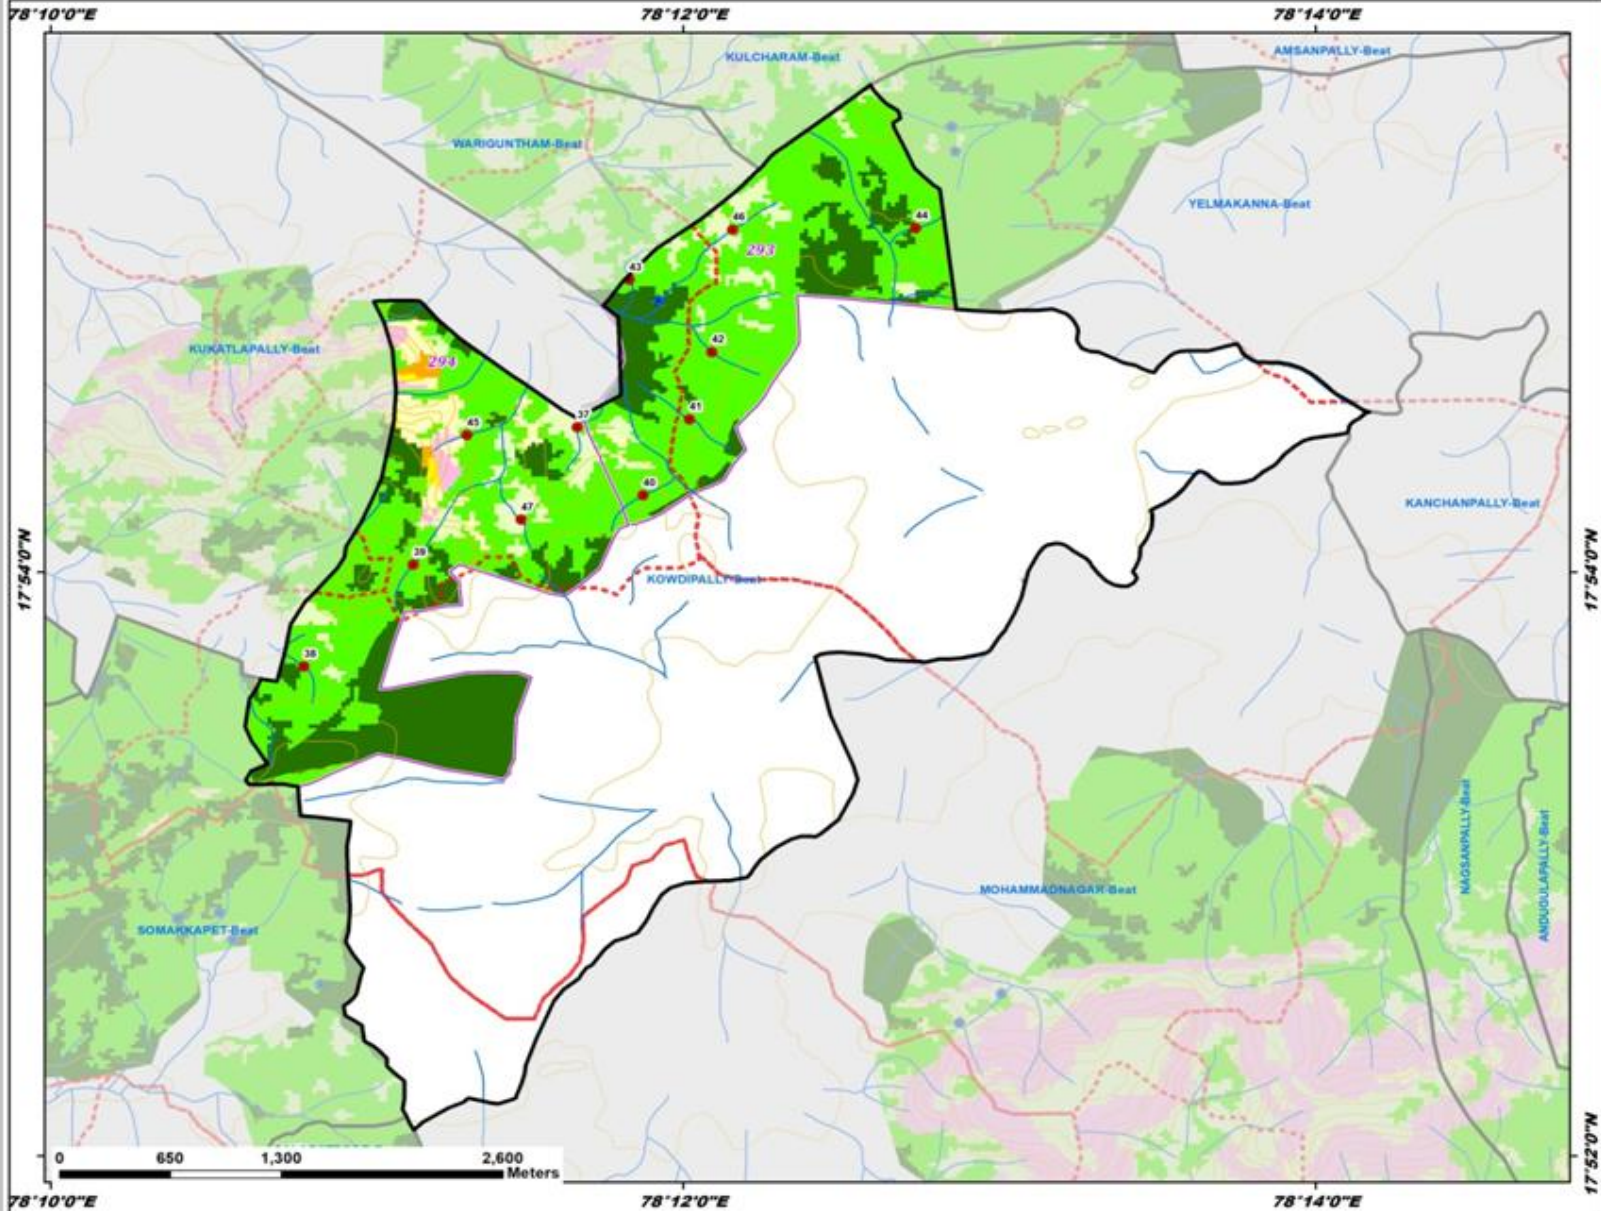 78°10'0"E 78°12'0"E 78°14'0"E
AMSANPALLY-Beat
KULCHARAM-Beat
WARIGUNTHAM-Beat
YELMAKANNA-Beat
46
44
293
43
KUKATLAPALLY-Beat
42
294
41
37
45
40
KANCHANPALLY-Beat
47
39
17°54'0"N
KOWDIPALLY-Beat
17°54'0"N
38
NAGSANPALLY-Beat
ANDUGULAPALLY-Beat
MOHAMMADNAGAR-Beat
SOMAKKAPET-Beat
17°52'0"N
0 650 1,300 2,600
Meters
78°10'0"E 78°12'0"E 78°14'0"E